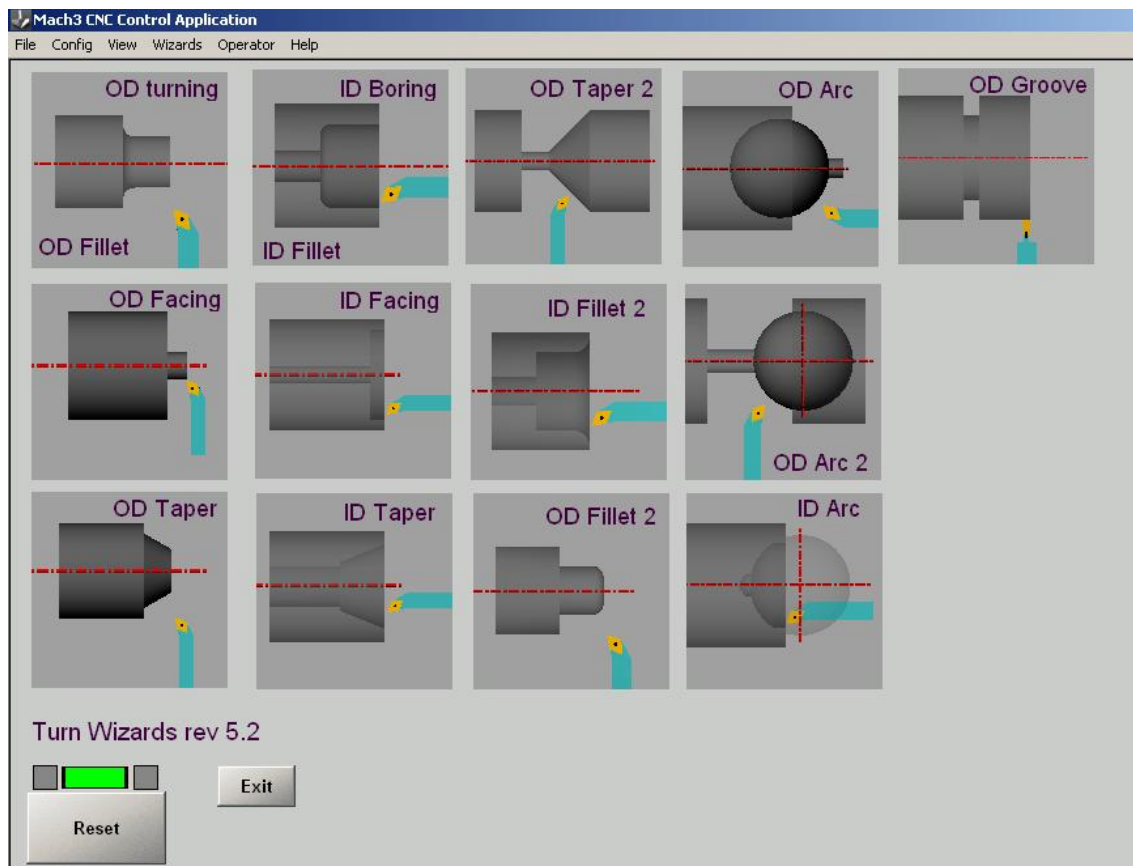 Mach3 CNC Control Application
File Config View Wizards Operator Help
OD turning
OD Fillet
ID Boring
ID Fillet
OD Taper 2
OD Arc
OD Groove
OD Facing
ID Facing
ID Fillet 2
OD Arc 2
OD Taper
ID Taper
OD Fillet 2
ID Arc
Turn Wizards rev 5.2
Exit
Reset